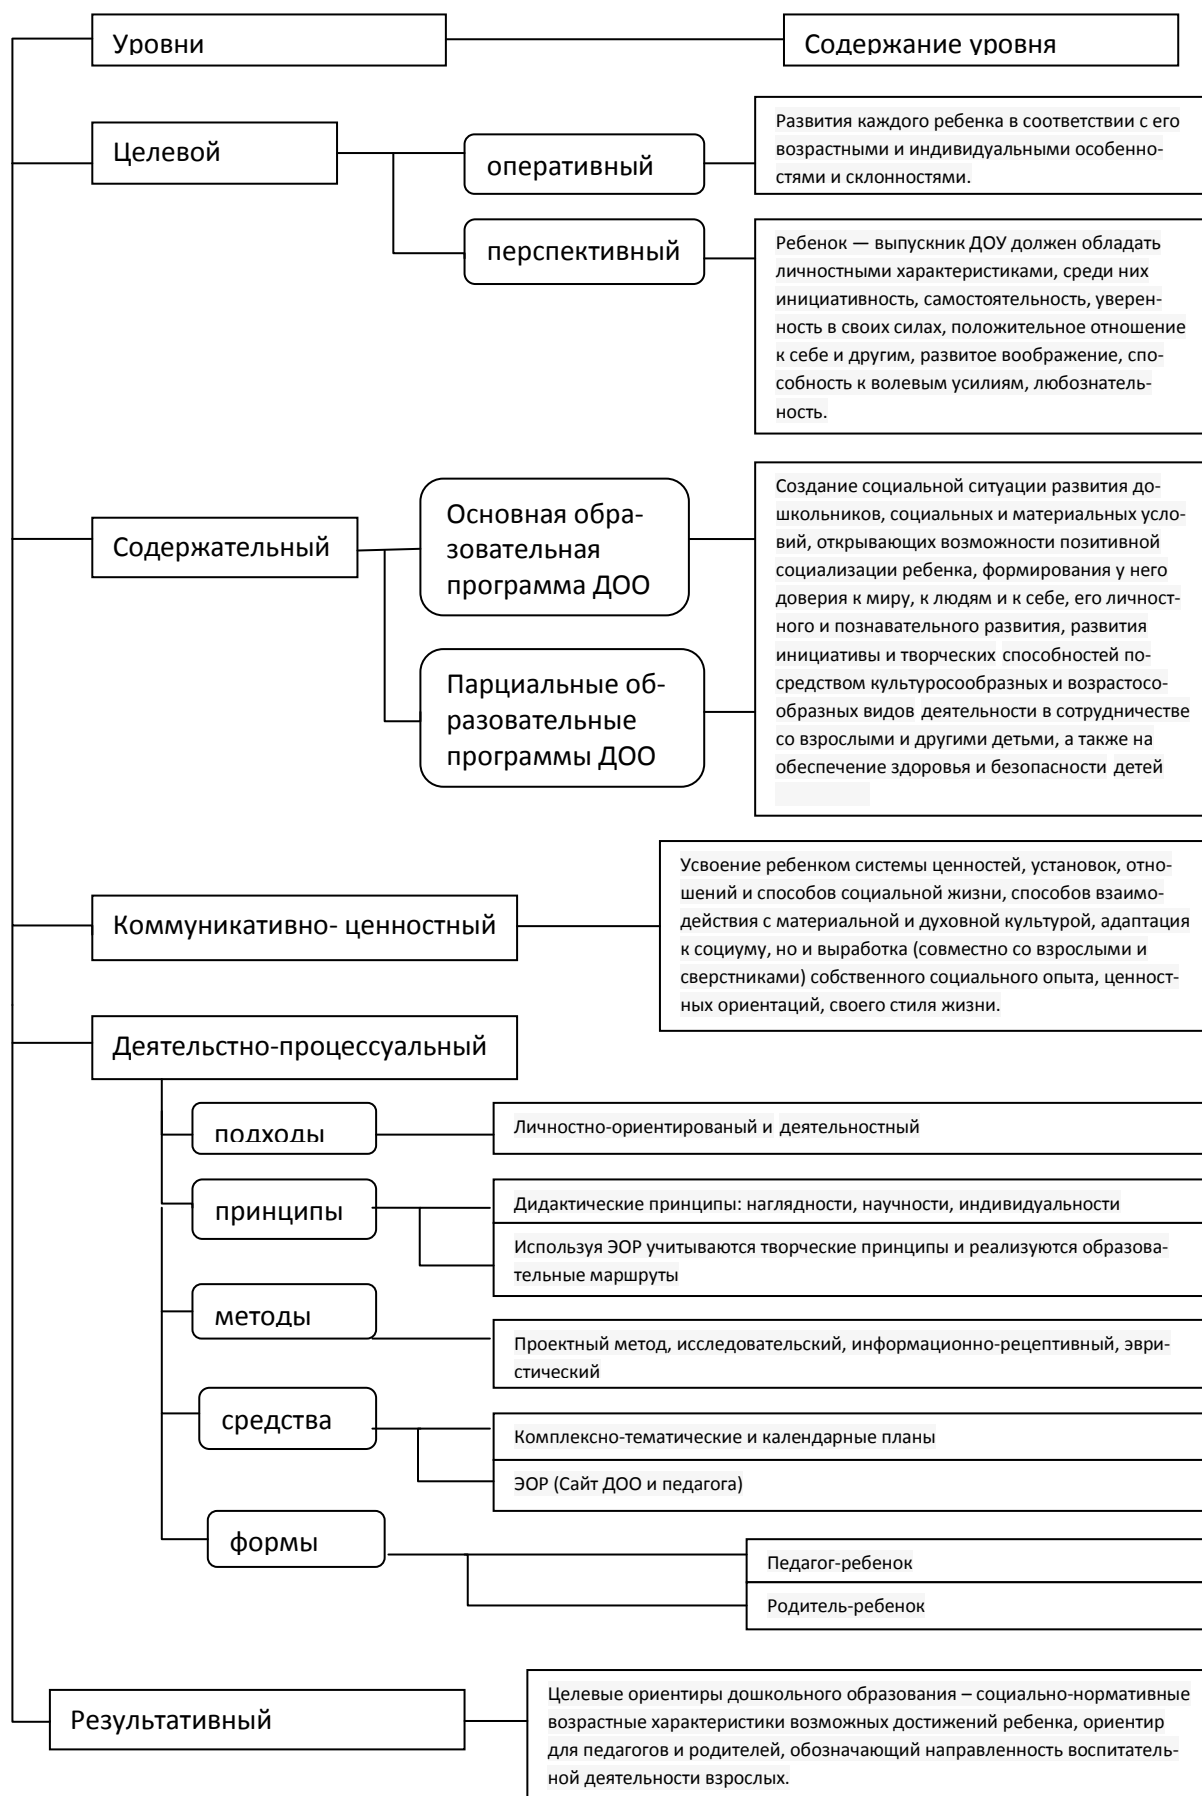 Уровни
Содержание уровня
Целевой
оперативный
Развития каждого ребенка в соответствии с его
возрастными и индивидуальными особенно-
стями и склонностями.
перспективный
Ребенок — выпускник ДОУ должен обладать
личностными характеристиками, среди них
инициативность, самостоятельность, уверен-
ность в своих силах, положительное отношение
к себе и другим, развитое воображение, спо-
собность к волевым усилиям, любознатель-
ность.
Содержательный
Основная обра-
зовательная
программа ДОО
Парциальные об-
разовательные
программы ДОО
Создание социальной ситуации развития до-
школьников, социальных и материальных усло-
вий, открывающих возможности позитивной
социализации ребенка, формирования у него
доверия к миру, к людям и к себе, его личност-
ного и познавательного развития, развития
инициативы и творческих способностей по-
средством культуросообразных и возрастосо-
образных видов деятельности в сотрудничестве
со взрослыми и другими детьми, а также на
обеспечение здоровья и безопасности детей
Коммуникативно- ценностный
Усвоение ребенком системы ценностей, установок, отно-
шений и способов социальной жизни, способов взаимо-
действия с материальной и духовной культурой, адаптация
к социуму, но и выработка (совместно со взрослыми и
сверстниками) собственного социального опыта, ценност-
ных ориентаций, своего стиля жизни.
Деятельстно-процессуальный
подходы
Личностно-ориентированый и деятельностный
принципы
Дидактические принципы: наглядности, научности, индивидуальности
Используя ЭОР учитываются творческие принципы и реализуются образова-
тельные маршруты
методы
Проектный метод, исследовательский, информационно-рецептивный, эври-
стический
средства
Комплексно-тематические и календарные планы
ЭОР (Сайт ДОО и педагога)
формы
Педагог-ребенок
Родитель-ребенок
Результативный
Целевые ориентиры дошкольного образования – социально-нормативные
возрастные характеристики возможных достижений ребенка, ориентир
для педагогов и родителей, обозначающий направленность воспитатель-
ной деятельности взрослых.